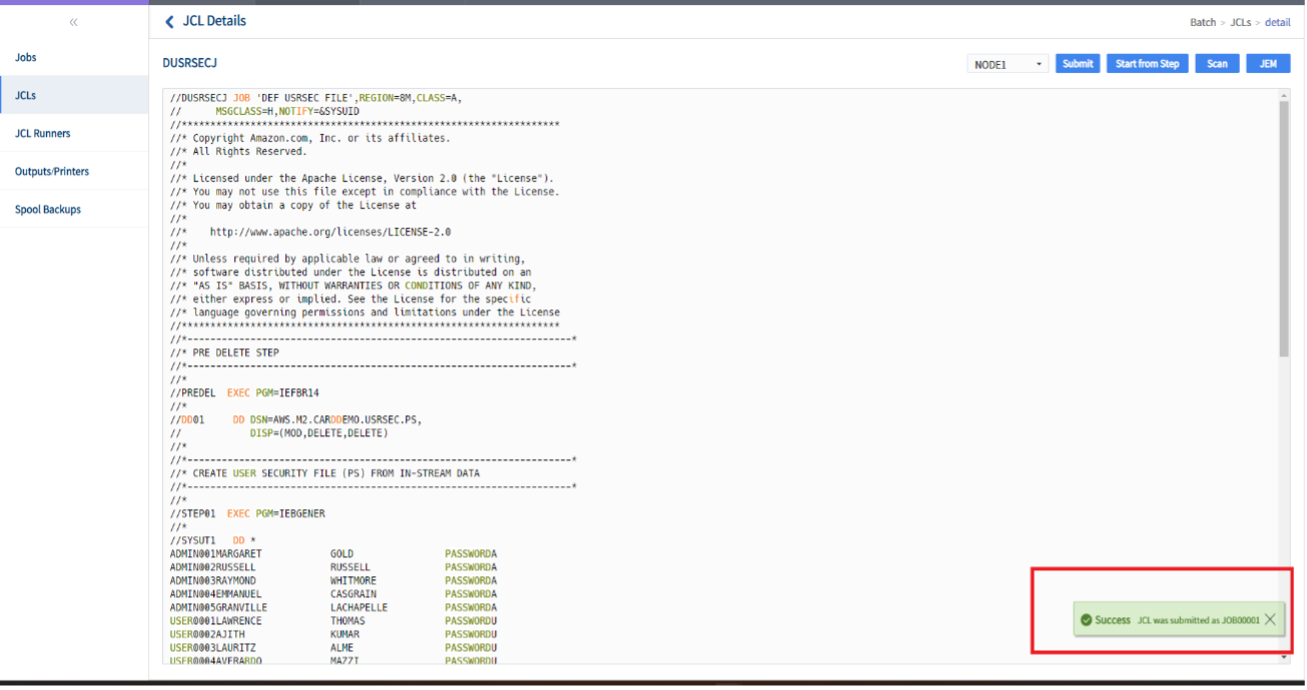 «
Jobs
JCLs
JCL Runners
Outputs/Printers
Spool Backups
JCL Details
Batch > JCLs > detail
DUSRSECJ
NODE1
Submit
Start from Step
Scan
JEM
//DUSRSECJ JOB 'DEF USRSEC FILE',REGION=8M,CLASS=A,
//      MSGCLASS=H,NOTIFY=&SYSUID
//*****************************************************************
//* Copyright Amazon.com, Inc. or its affiliates.
//* All Rights Reserved.
//*
//* Licensed under the Apache License, Version 2.0 (the "License").
//* You may not use this file except in compliance with the License.
//* You may obtain a copy of the License at
//*
//*    http://www.apache.org/licenses/LICENSE-2.0
//*
//* Unless required by applicable law or agreed to in writing,
//* software distributed under the License is distributed on an
//* "AS IS" BASIS, WITHOUT WARRANTIES OR CONDITIONS OF ANY KIND,
//* either express or implied. See the License for the specific
//* language governing permissions and limitations under the License
//*****************************************************************
//*-------------------------------------------------------------------*
//* PRE DELETE STEP
//*-------------------------------------------------------------------*
//*
//PREDEL  EXEC PGM=IEFBR14
//*
//DD01     DD DSN=AWS.M2.CARDDEMO.USRSEC.PS,
//            DISP=(MOD,DELETE,DELETE)
//*
//*-------------------------------------------------------------------*
//* CREATE USER SECURITY FILE (PS) FROM IN-STREAM DATA
//*-------------------------------------------------------------------*
//*
//STEP01  EXEC PGM=IEBGENER
//*
//SYSUT1   DD *
ADMIN001MARGARET            GOLD                PASSWORDA
ADMIN002RUSSELL             RUSSELL             PASSWORDA
ADMIN003RAYMOND             WHITMORE            PASSWORDA
ADMIN004EMMANUEL            CASGRAIN            PASSWORDA
ADMIN005GRANVILLE           LACHAPELLE          PASSWORDA
USER0001LAWRENCE            THOMAS              PASSWORDU
USER0002AJITH               KUMAR               PASSWORDU
USER0003LAURITZ             ALME                PASSWORDU
USER0004AVERARDO            MAZZI               PASSWORDU
Success JCL was submitted as JOB00001